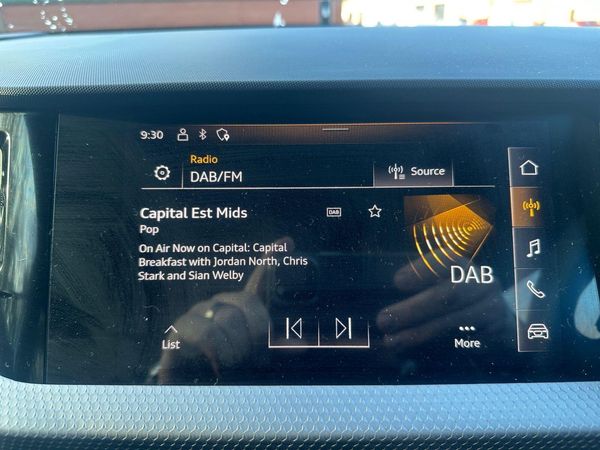 9:30
Radio
DAB/FM
Source
Capital Est Mids
DAB
Pop
On Air Now on Capital: Capital
Breakfast with Jordan North, Chris
Stark and Sian Welby
DAB
List
More